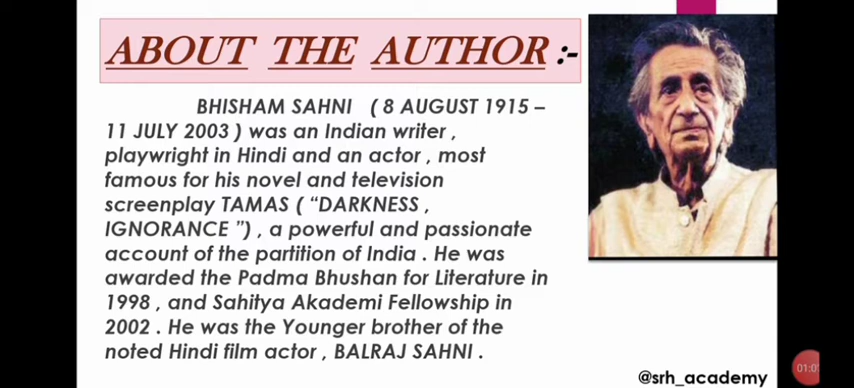 ABOUT THE AUTHOR :-
BHISHAM SAHNI ( 8 AUGUST 1915 –
11 JULY 2003 ) was an Indian writer ,
playwright in Hindi and an actor , most
famous for his novel and television
screenplay TAMAS ( “DARKNESS ,
IGNORANCE ”) , a powerful and passionate
account of the partition of India . He was
awarded the Padma Bhushan for Literature in
1998 , and Sahitya Akademi Fellowship in
2002 . He was the Younger brother of the
noted Hindi film actor , BALRAJ SAHNI .
@srh_academy